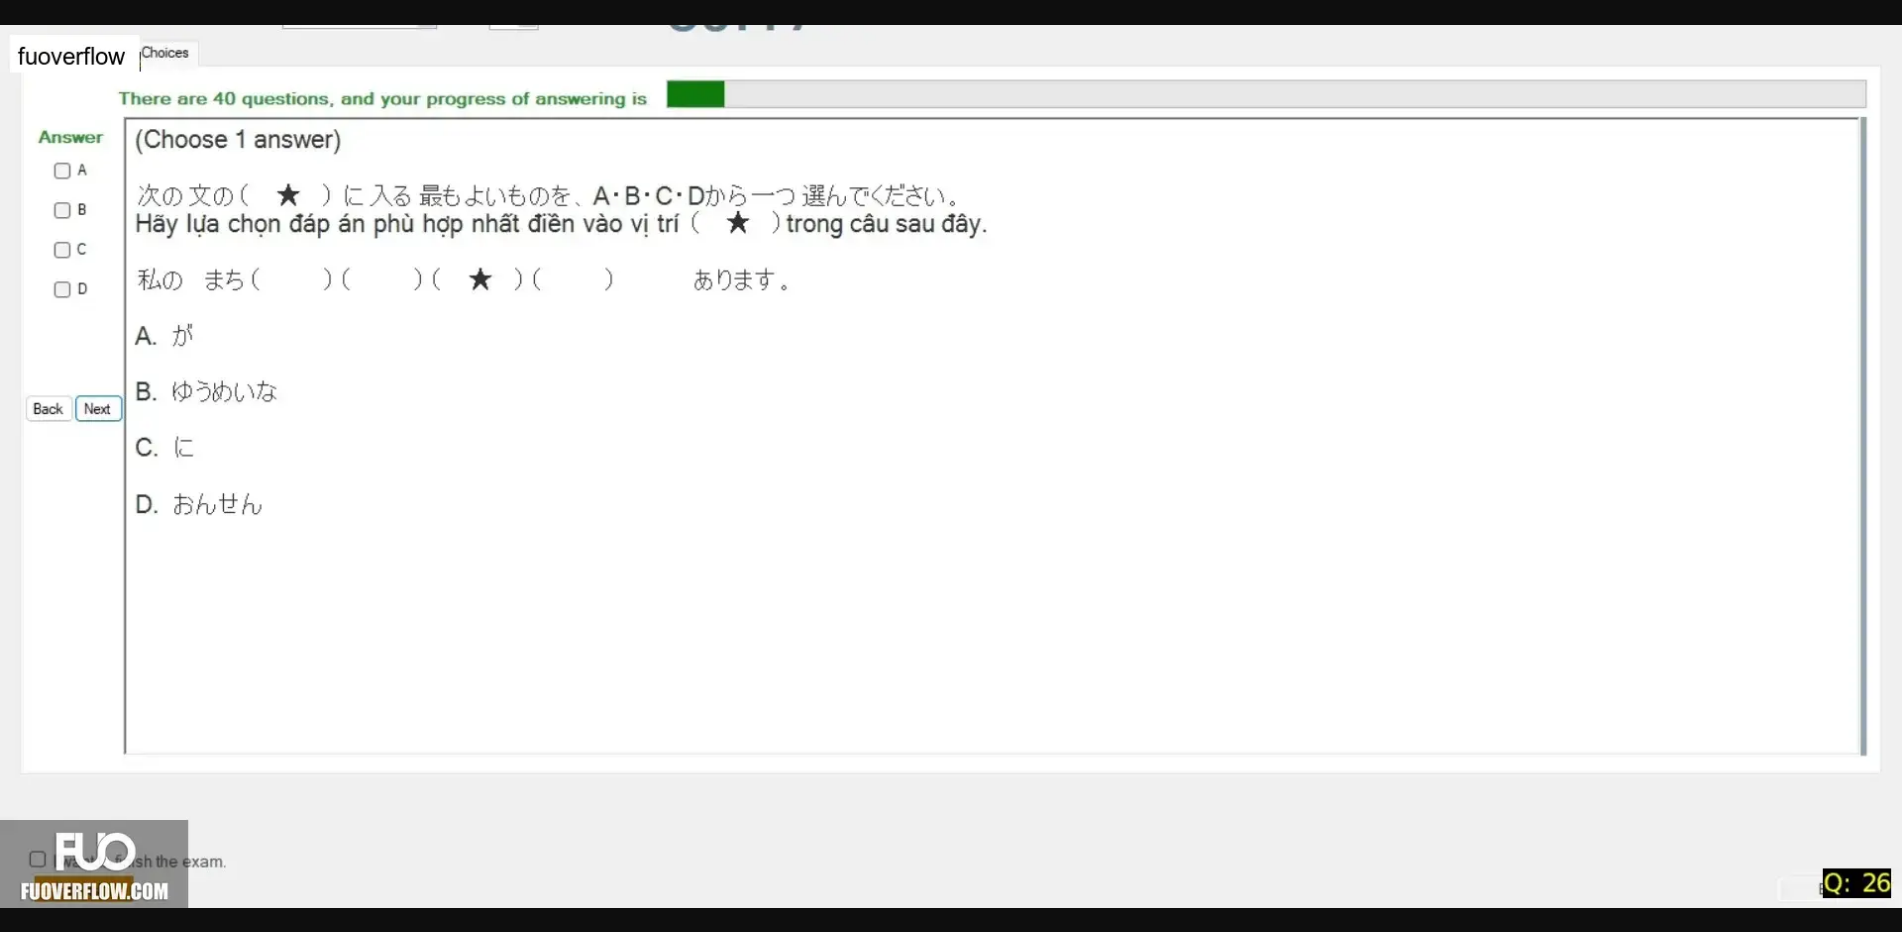 fuoverflow
Choices
There are 40 questions, and your progress of answering is
Answer
(Choose 1 answer)
A
B
C
D
次の 文の( ★ ) に 入る 最もよいものを、A・B・C・Dから一つ 選んでください。
Hãy lựa chọn đáp án phù hợp nhất điền vào vị trí ( ★ ) trong câu sau đây.
私の まち( )( )( ★ )( ) あります。
A. が
B. ゆうめいな
C. に
D. おんせん
Back Next
FUO
finish the exam.
FUOVERFLOW.COM
Q: 26